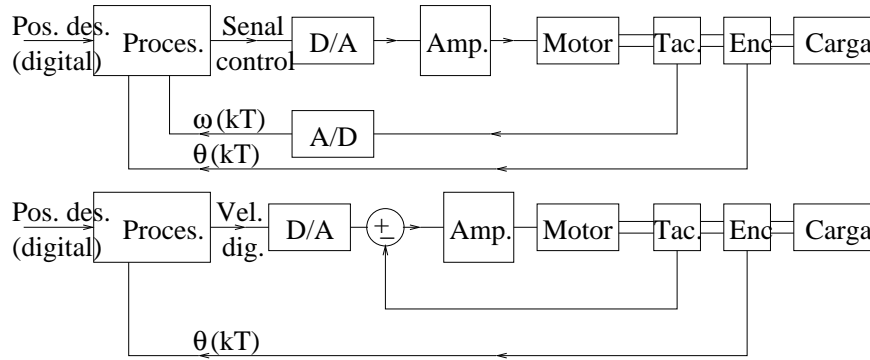 Pos. des. Proces. Senal D/A Amp. Motor Tac. Enc Carga
(digital) control
ω(kT) A/D
θ(kT)
Pos. des. Proces. Vel. D/A ± Amp. Motor Tac. Enc Carga
(digital) dig.
θ(kT)